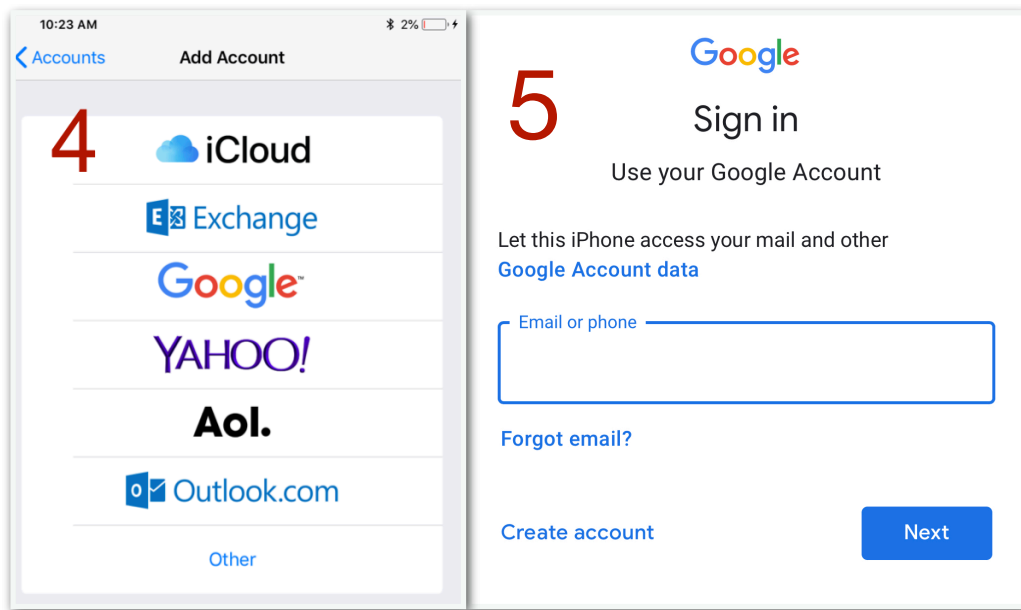 10:23 AM 2%
Accounts Add Account
4
iCloud
E Exchange
Google™
YAHOO!
Aol.
o Outlook.com
Other
5
Google
Sign in
Use your Google Account
Let this iPhone access your mail and other
Google Account data
Email or phone
Forgot email?
Create account Next